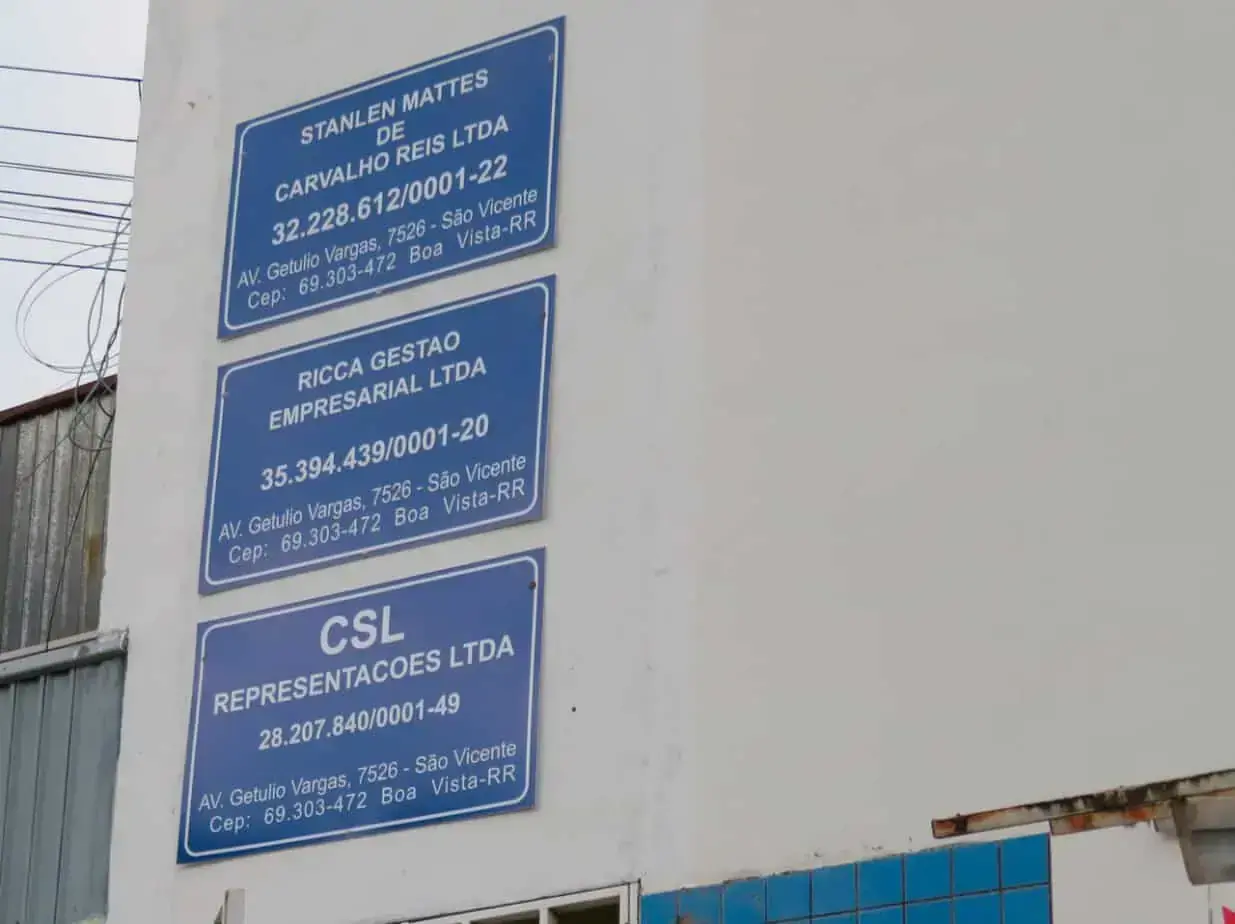 STANLEN MATTES
DE
CARVALHO REIS LTDA
32.228.612/0001-22
AV. Getulio Vargas, 7526 - São Vicente
Cep: 69.303-472 Boa Vista-RR
RICCA GESTAO
EMPRESARIAL LTDA
35.394.439/0001-20
AV. Getulio Vargas, 7526 - São Vicente
Cep: 69.303-472 Boa Vista-RR
CSL
REPRESENTACOES LTDA
28.207.840/0001-49
AV. Getulio Vargas, 7526 - São Vicente
Cep: 69.303-472 Boa Vista-RR